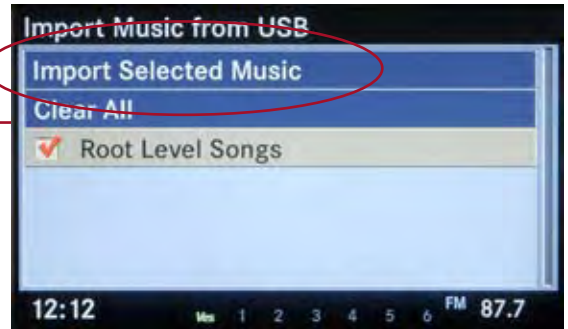 Import Music from USB
Import Selected Music
Clear All
Root Level Songs
12:12 Ves 1 2 3 4 5 6 FM 87.7